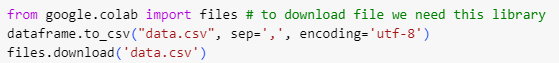 from google.colab import files # to download file we need this library
dataframe.to_csv("data.csv", sep=',', encoding='utf-8')
files.download('data.csv')